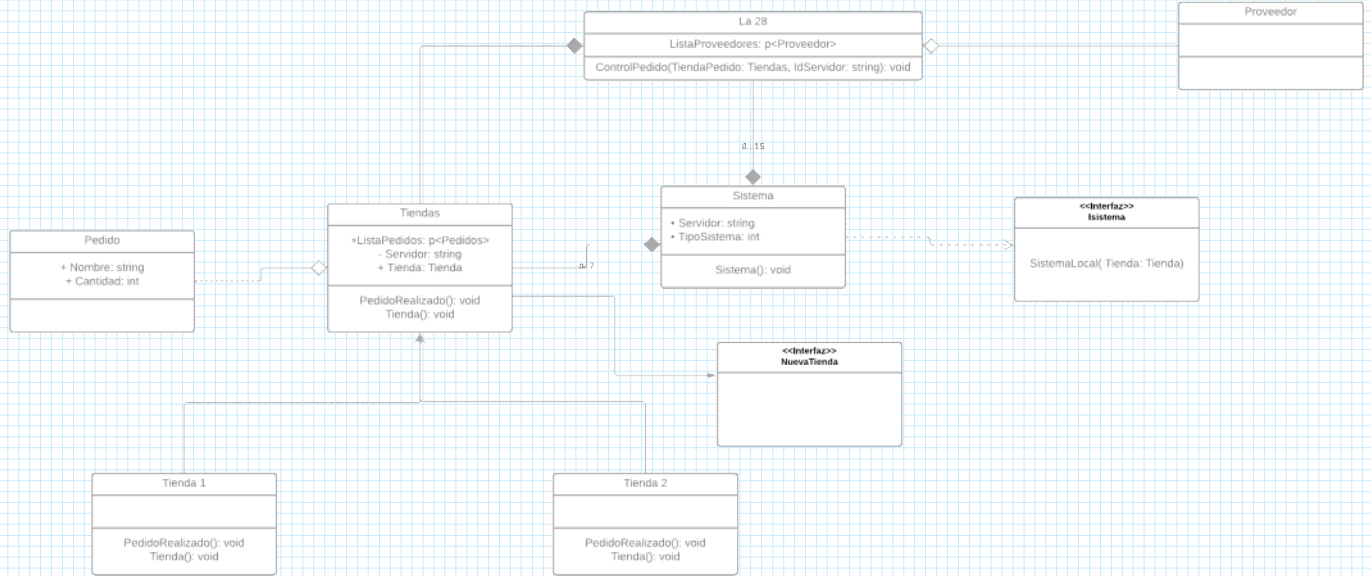 La 28
ListaProveedores: p<Proveedor>
ControlPedido(TiendaPedido: Tiendas, IdServidor: string): void
Proveedor
0..15
Sistema
• Servidor: string
• TipoSistema: int
Sistema(): void
<<Interfaz>>
Isistema
SistemaLocal( Tienda: Tienda)
Tiendas
+ListaPedidos: p<Pedidos>
- Servidor: string
+ Tienda: Tienda
PedidoRealizado(): void
Tienda(): void
Pedido
+ Nombre: string
+ Cantidad: int
<<Interfaz>>
NuevaTienda
Tienda 1
PedidoRealizado(): void
Tienda(): void
Tienda 2
PedidoRealizado(): void
Tienda(): void